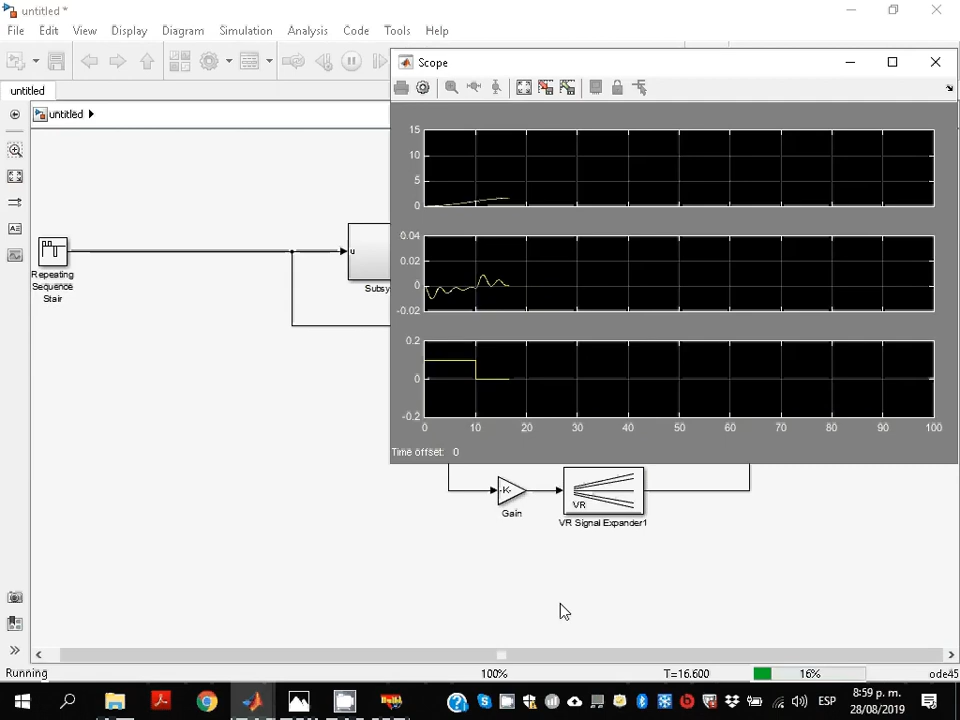 untitled *
File Edit View Display Diagram Simulation Analysis Code Tools Help
Scope
untitled
untitled
15
10
5
0
0.04
0.02
0
-0.02
0.2
0
-0.2
0 10 20 30 40 50 60 70 80 90 100
Time offset: 0
u
Repeating
Sequence
Stair
Subsy
-K-
VR
Gain
VR Signal Expander1
Running 100% T=16.600 16% ode45
ESP
8:59 p. m.
28/08/2019